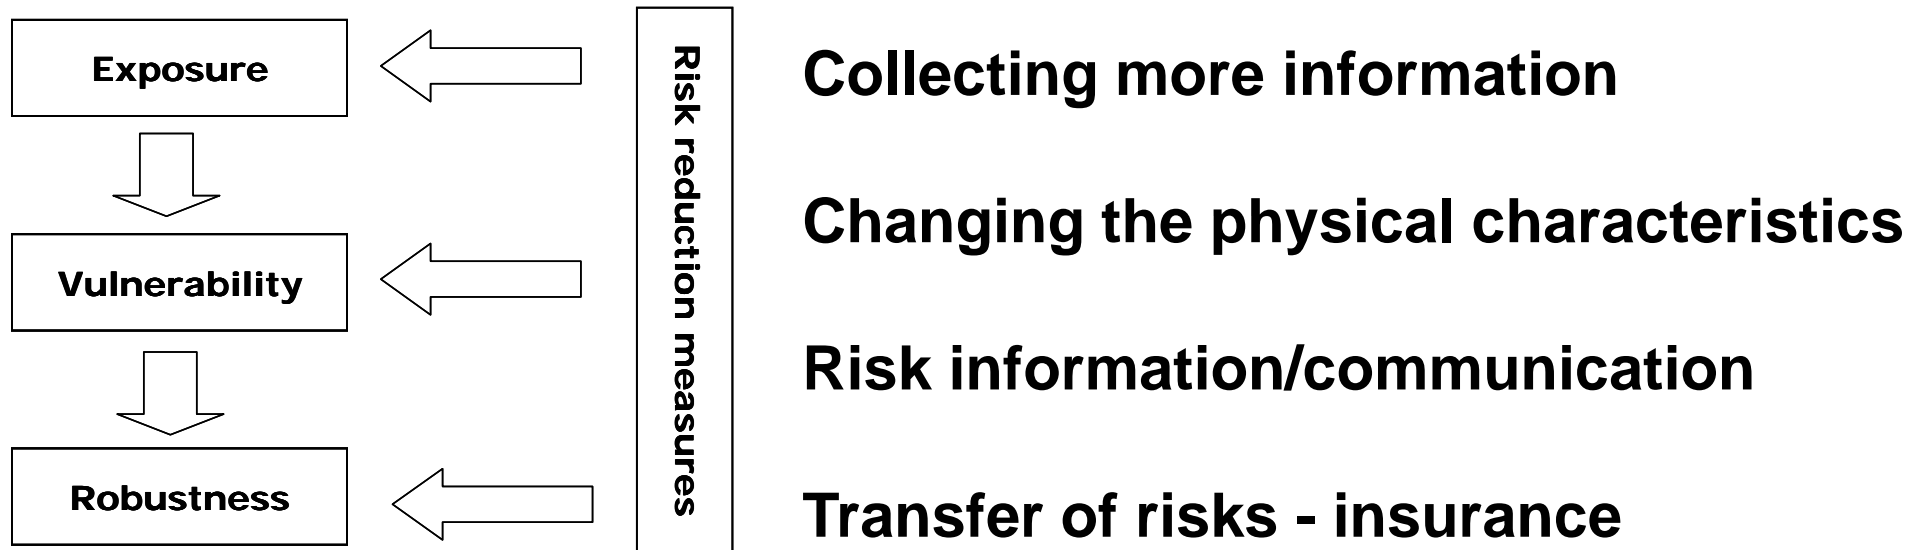 Exposure
Vulnerability
Robustness
Risk reduction measures
Collecting more information
Changing the physical characteristics
Risk information/communication
Transfer of risks - insurance